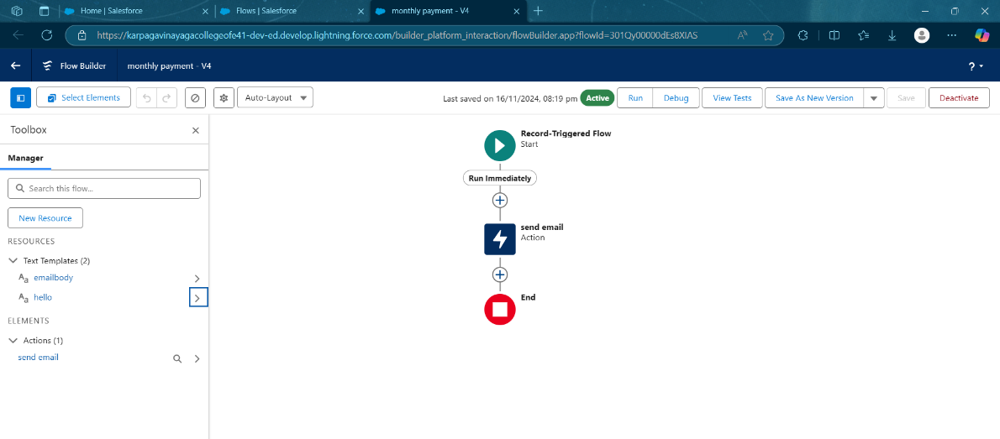 Home | Salesforce
Flows | Salesforce
monthly payment - V4
https://karpagavinayagacollegeofe41-dev-ed.develop.lightning.force.com/builder_platform_interaction/flowBuilder.app?flowId=301Qy00000dEs8XIAS
Flow Builder
monthly payment - V4
?
Select Elements
Auto-Layout
Last saved on 16/11/2024, 08:19 pm
Active
Run
Debug
View Tests
Save As New Version
Save
Deactivate
Toolbox
Manager
Search this flow...
New Resource
RESOURCES
Text Templates (2)
Aa emailbody
Aa hello
ELEMENTS
Actions (1)
send email
Record-Triggered Flow
Start
Run Immediately
send email
Action
End